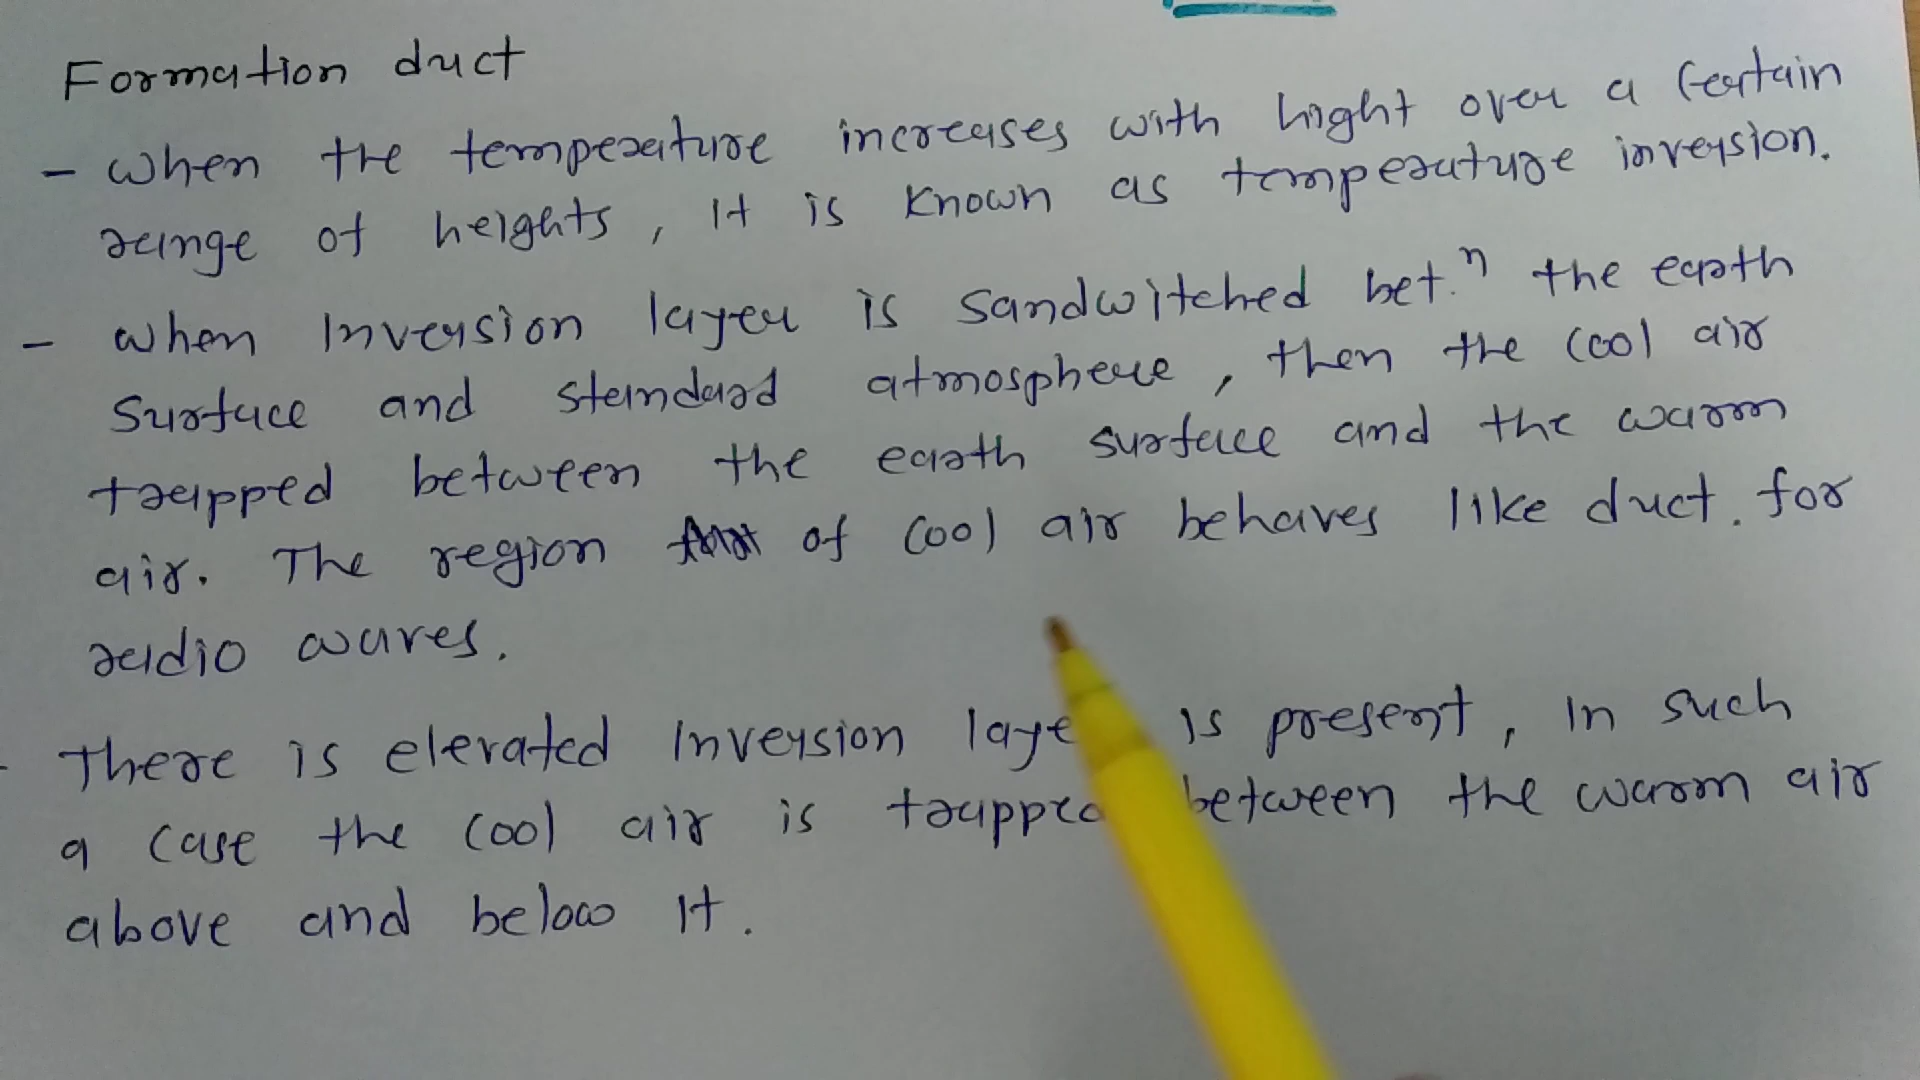 Formation duct
- When the temperature increases with hight over a certain
range of heights, it is known as temperature inversion.
- when Inversion layer is sandwitched bet.n the earth
surface and standard atmosphere, then the cool air
trapped between the earth surface and the warm
air. The region of cool air behaves like duct. for
radio waves.
- There is elevated Inversion laye is present, in such
a case the cool air is trapped between the warm air
above and below it.